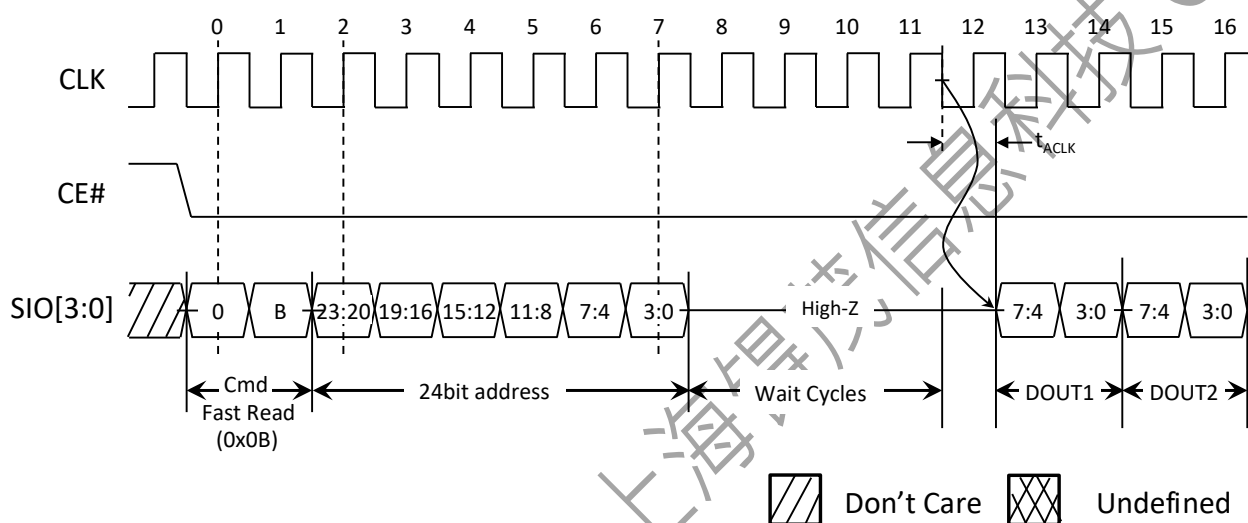 0 1 2 3 4 5 6 7 8 9 10 11 12 13 14 15 16
CLK
t_ACLK
CE#
SIO[3:0]
0 B 23:20 19:16 15:12 11:8 7:4 3:0 High-Z 7:4 3:0 7:4 3:0
Cmd 24bit address Wait Cycles DOUT1 DOUT2
Fast Read
(0x0B)
Don't Care Undefined